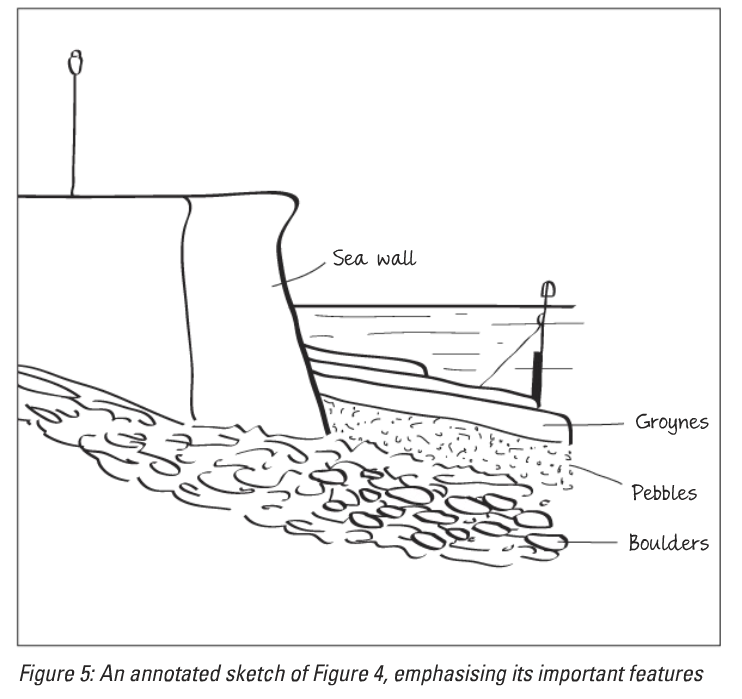 Sea wall
Groynes
Pebbles
Boulders
Figure 5: An annotated sketch of Figure 4, emphasising its important features